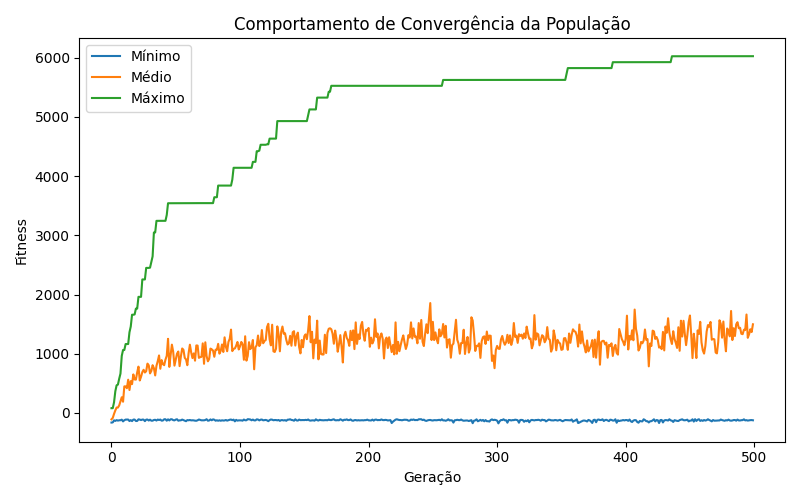 Comportamento de Convergência da População
Mínimo
Médio
Máximo
Fitness
6000
5000
4000
3000
2000
1000
0
0 100 200 300 400 500
Geração